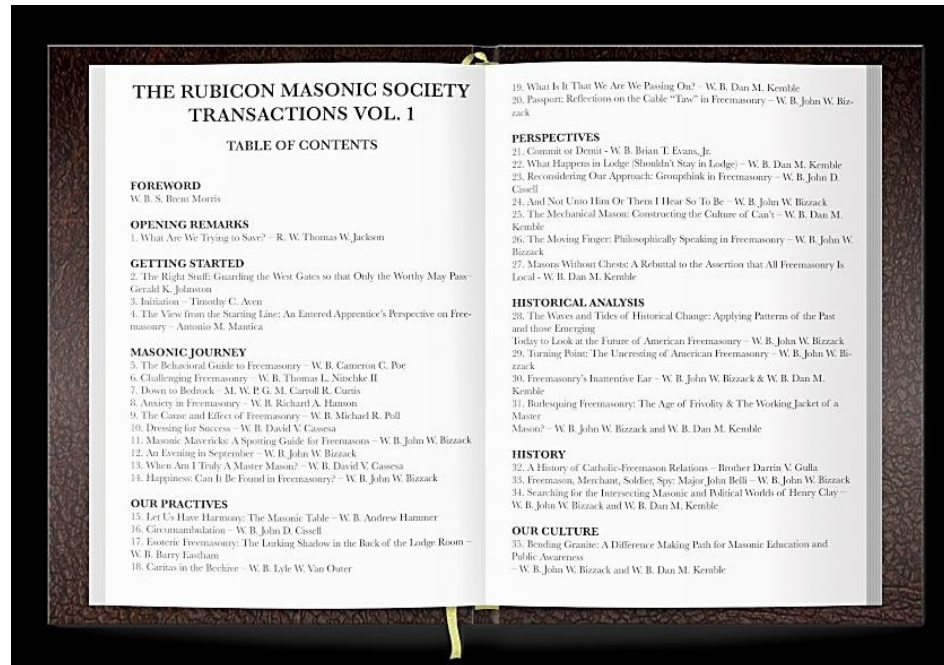 THE RUBICON MASONIC SOCIETY
TRANSACTIONS VOL. 1
TABLE OF CONTENTS
FOREWORD
W. B. S. Brent Morris
OPENING REMARKS
1. What Are We Trying to Save? – R. W. Thomas W. Jackson
GETTING STARTED
2. The Right Stuff: Guarding the West Gates so that Only the Worthy May Pass–
Gerald K. Johnston
3. Initiation – Timothy C. Aven
4. The View from the Starting Line: An Entered Apprentice's Perspective on Free-
masonry – Antonio M. Mantica
MASONIC JOURNEY
5. The Behavioral Guide to Freemasonry – W. B. Cameron C. Poe
6. Challenging Freemasonry – W. B. Thomas L. Nitschke II
7. Down to Bedrock – M. W. P. G. M. Carroll R. Curtis
8. Anxiety in Freemasonry – W. B. Richard A. Hanson
9. The Cause and Effect of Freemasonry – W. B. Michael R. Poll
10. Dressing for Success – W. B. David V. Cassesa
11. Masonic Mavericks: A Spotting Guide for Freemasons – W. B. John W. Bizzack
12. An Evening in September – W. B. John W. Bizzack
13. When Am I Truly A Master Mason? – W. B. David V. Cassesa
14. Happiness: Can It Be Found in Freemasonry? – W. B. John W. Bizzack
OUR PRACTIVES
15. Let Us Have Harmony: The Masonic Table – W. B. Andrew Hammer
16. Circumambulation – W. B. John D. Cissell
17. Esoteric Freemasonry: The Lurking Shadow in the Back of the Lodge Room –
W. B. Barry Eastham
18. Caritas in the Beehive – W. B. Lyle W. Van Outer
19. What Is It That We Are We Passing On? – W. B. Dan M. Kemble
20. Passport: Reflections on the Cable "Taw" in Freemasonry – W. B. John W. Biz-
zack
PERSPECTIVES
21. Commit or Demit - W. B. Brian T. Evans, Jr.
22. What Happens in Lodge (Shouldn't Stay in Lodge) – W. B. Dan M. Kemble
23. Reconsidering Our Approach: Groupthink in Freemasonry – W. B. John D.
Cissell
24. And Not Unto Him Or Them I Hear So To Be – W. B. John W. Bizzack
25. The Mechanical Mason: Constructing the Culture of Can't – W. B. Dan M.
Kemble
26. The Moving Finger: Philosophically Speaking in Freemasonry – W. B. John W.
Bizzack
27. Masons Without Chests: A Rebuttal to the Assertion that All Freemasonry Is
Local - W. B. Dan M. Kemble
HISTORICAL ANALYSIS
28. The Waves and Tides of Historical Change: Applying Patterns of the Past
and those Emerging
Today to Look at the Future of American Freemasonry – W. B. John W. Bizzack
29. Turning Point: The Uncresting of American Freemasonry – W. B. John W. Bi-
zzack
30. Freemasonry's Inattentive Ear – W. B. John W. Bizzack & W. B. Dan M.
Kemble
31. Burlesquing Freemasonry: The Age of Frivolity & The Working Jacket of a
Master
Mason? – W. B. John W. Bizzack and W. B. Dan M. Kemble
HISTORY
32. A History of Catholic-Freemason Relations – Brother Darrin V. Gulla
33. Freemason, Merchant, Soldier, Spy: Major John Belli – W. B. John W. Bizzack
34. Searching for the Intersecting Masonic and Political Worlds of Henry Clay –
W. B. John W. Bizzack and W. B. Dan M. Kemble
OUR CULTURE
35. Bending Granite: A Difference Making Path for Masonic Education and
Public Awareness
– W. B. John W. Bizzack and W. B. Dan M. Kemble